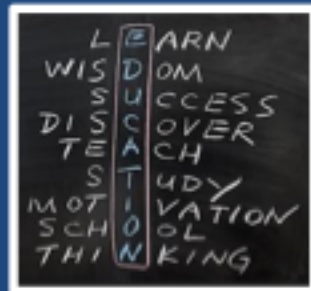 LEARN
WISDOM
SUCCESS
DISCOVER
TEACH
STUDY
MOTIVATION
SCHOOL
THINKING